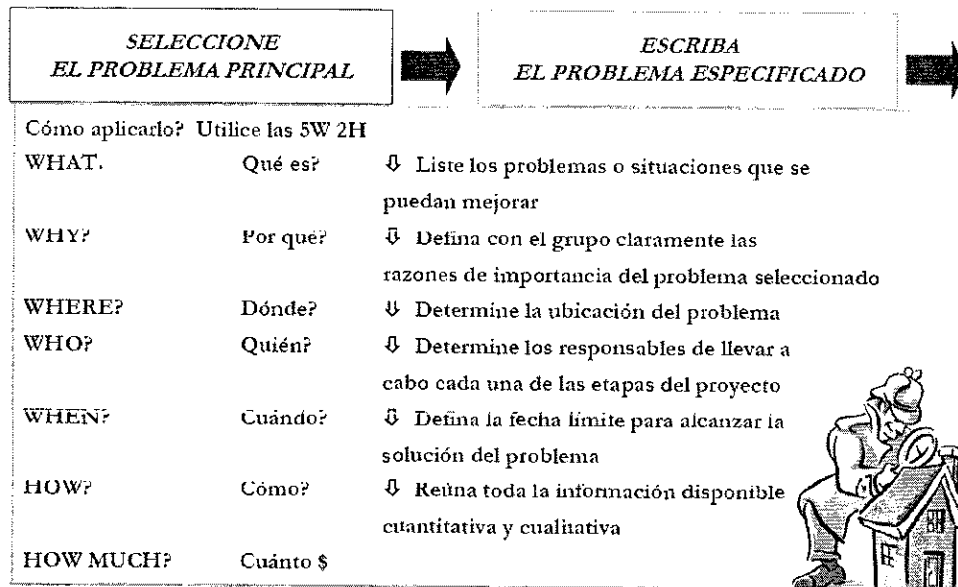 SELECCIONE
EL PROBLEMA PRINCIPAL
ESCRIBA
EL PROBLEMA ESPECIFICADO
Cómo aplicarlo? Utilice las 5W 2H
WHAT. Qué es? ⇩ Liste los problemas o situaciones que se
puedan mejorar
WHY? Por qué? ⇩ Defina con el grupo claramente las
razones de importancia del problema seleccionado
WHERE? Dónde? ⇩ Determine la ubicación del problema
WHO? Quién? ⇩ Determine los responsables de llevar a
cabo cada una de las etapas del proyecto
WHEN? Cuándo? ⇩ Defina la fecha límite para alcanzar la
solución del problema
HOW? Cómo? ⇩ Reúna toda la información disponible
cuantitativa y cualitativa
HOW MUCH? Cuánto $